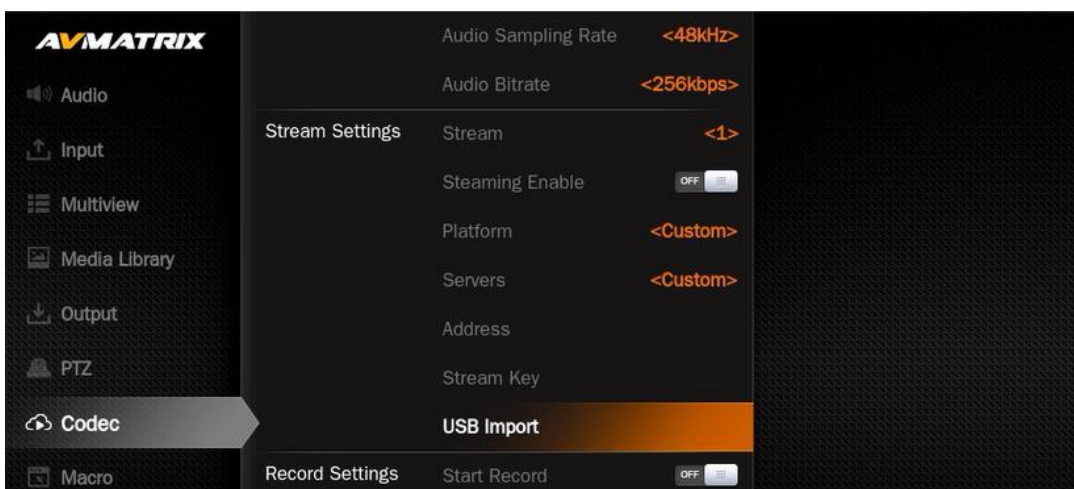 AVMATRIX
Audio
Input
Multiview
Media Library
Output
PTZ
Codec
Macro
Audio Sampling Rate <48kHz>
Audio Bitrate <256kbps>
Stream Settings Stream <1>
Steaming Enable OFF
Platform <Custom>
Servers <Custom>
Address
Stream Key
USB Import
Record Settings Start Record OFF